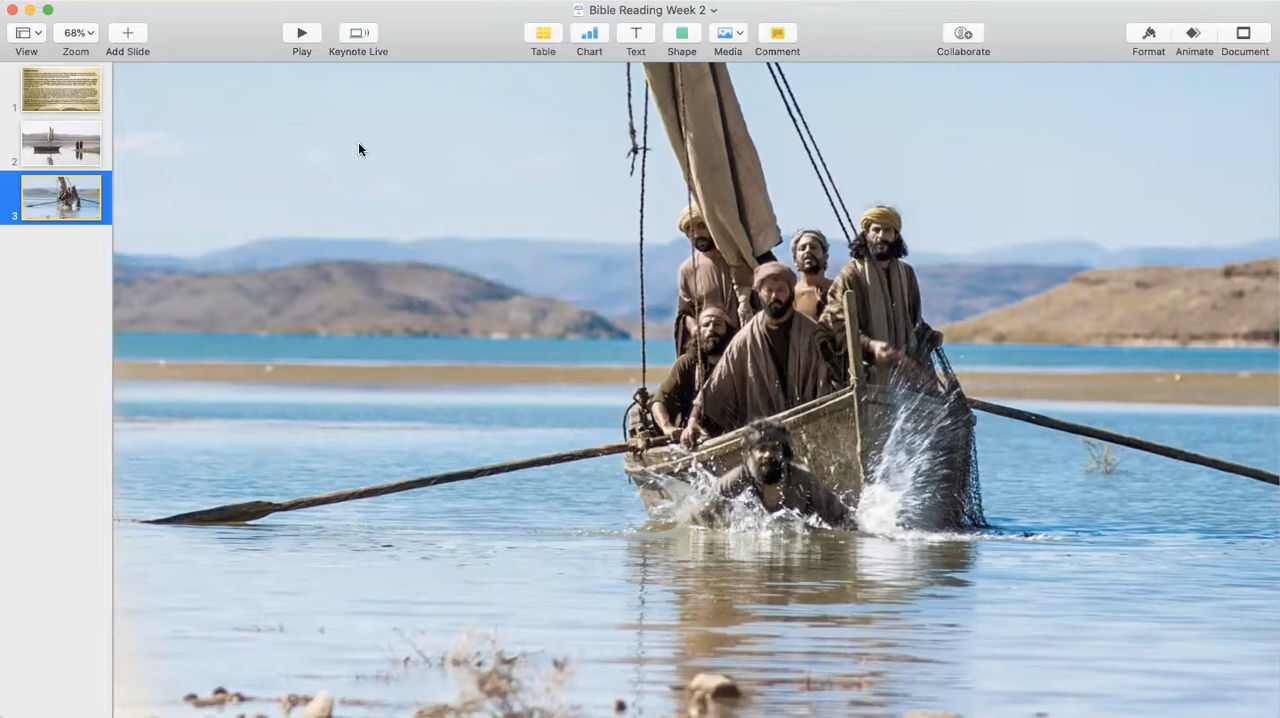 Bible Reading Week 2
68%
View
Zoom
Add Slide
Play
Keynote Live
Table
Chart
Text
Shape
Media
Comment
Collaborate
Format
Animate
Document
1
2
3